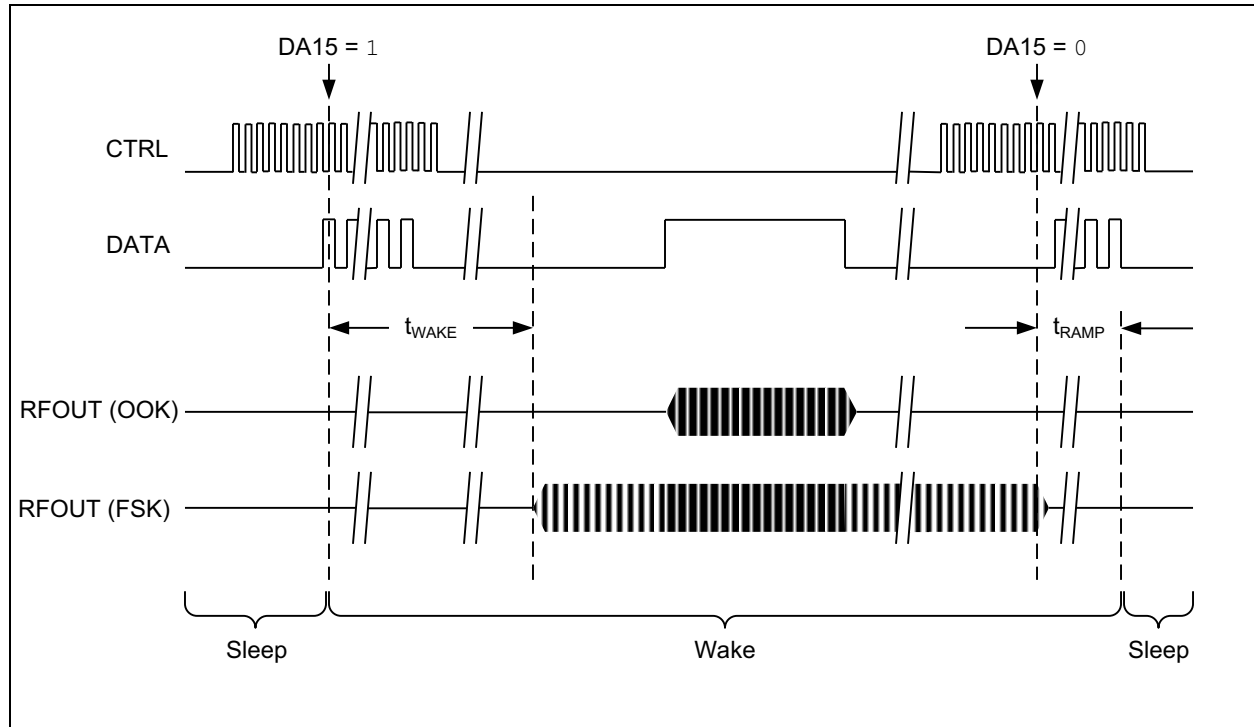 DA15 = 1
DA15 = 0
CTRL
DATA
tWAKE
tRAMP
RFOUT (OOK)
RFOUT (FSK)
Sleep
Wake
Sleep